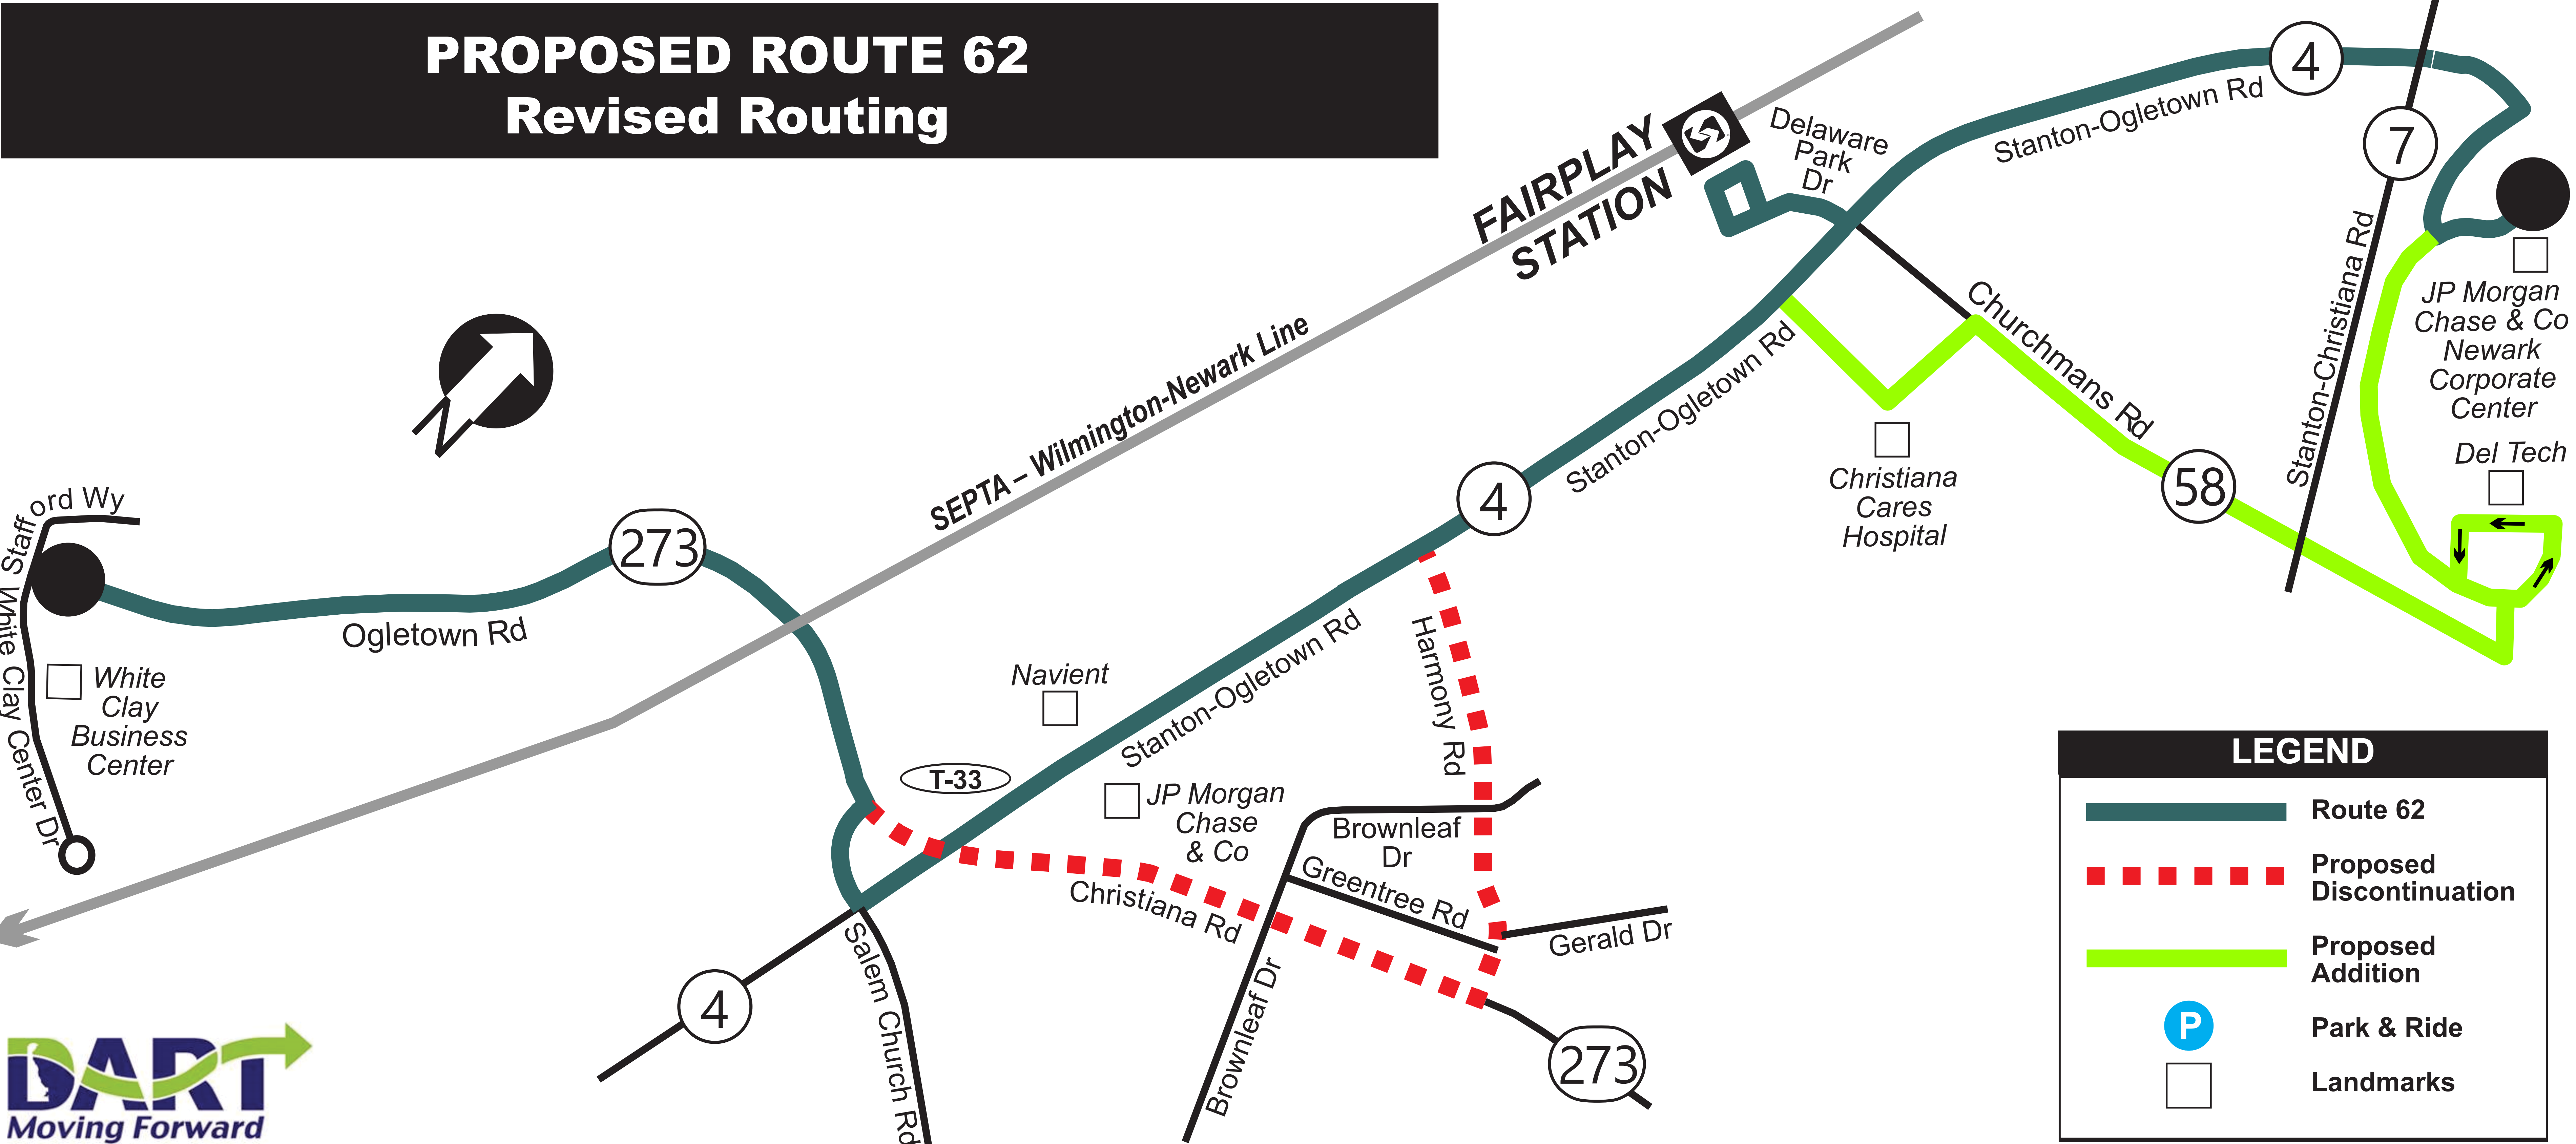 PROPOSED ROUTE 62
Revised Routing
4
Stanton-Ogletown Rd
7
Delaware
Park
Dr
FAIRPLAY
STATION
Stanton-Christiana Rd
JP Morgan
Chase & Co
Newark
Corporate
Center
Churchmans Rd
SEPTA – Wilmington-Newark Line
Stanton-Ogletown Rd
Del Tech
58
Christiana
Cares
Hospital
4
Stafford Wy
273
Ogletown Rd
White Clay Center Dr
White
Clay
Business
Center
Navient
Stanton-Ogletown Rd
Harmony Rd
T-33
JP Morgan
Chase
& Co
Brownleaf
Dr
Greentree Rd
Christiana Rd
Gerald Dr
Salem Church Rd
Brownleaf Dr
4
273
LEGEND
Route 62
Proposed
Discontinuation
Proposed
Addition
P
Park & Ride
Landmarks
DART
Moving Forward